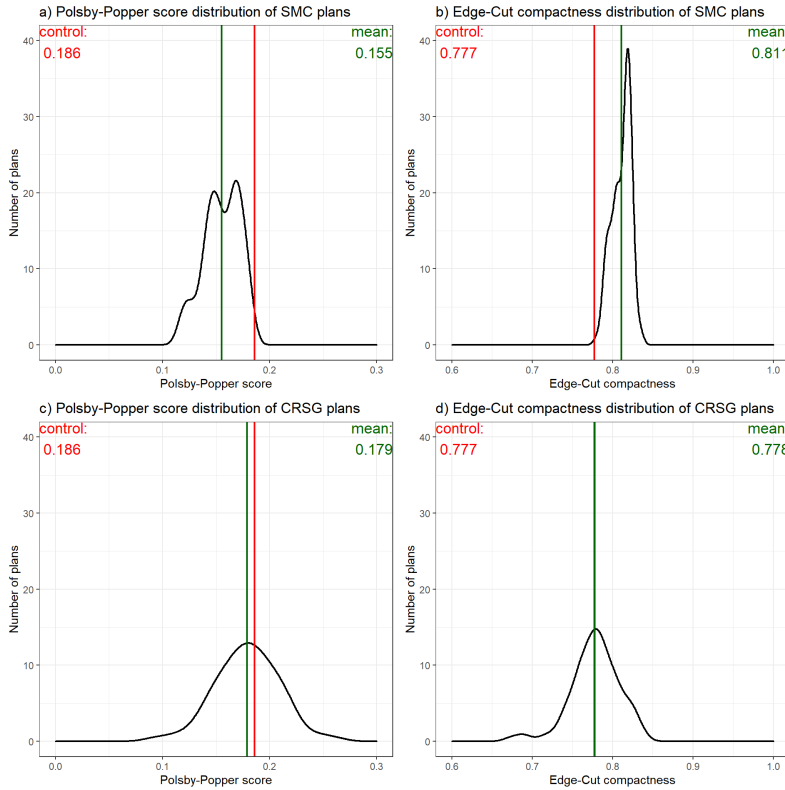 a) Polsby-Popper score distribution of SMC plans
control:
0.186
mean:
0.155
40
30
20
10
0
Number of plans
0.0
0.1
0.2
0.3
Polsby-Popper score
b) Edge-Cut compactness distribution of SMC plans
control:
0.777
mean
0.811
40
30
20
10
0
Number of plans
0.6
0.7
0.8
0.9
1.0
Edge-Cut compactness
c) Polsby-Popper score distribution of CRSG plans
control:
0.186
mean:
0.179
40
30
20
10
0
Number of plans
0.0
0.1
0.2
0.3
Polsby-Popper score
d) Edge-Cut compactness distribution of CRSG plans
control:
0.777
mean
0.778
40
30
20
10
0
Number of plans
0.6
0.7
0.8
0.9
1.0
Edge-Cut compactness